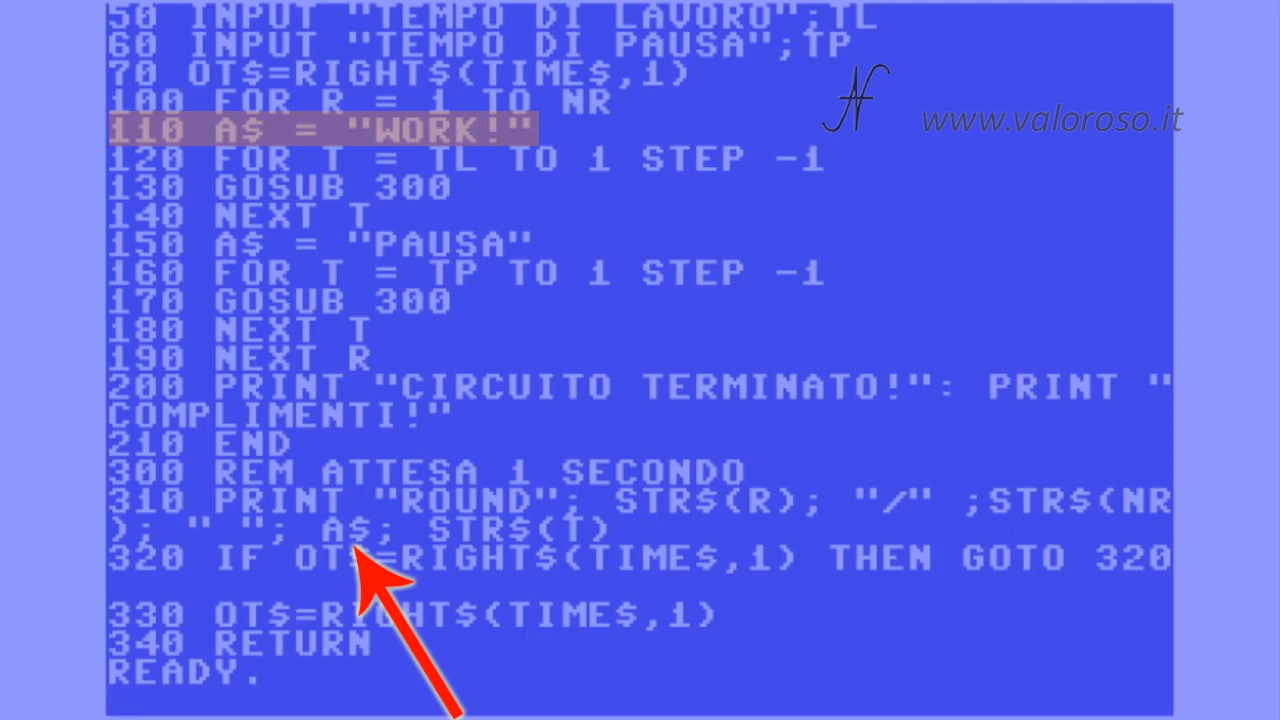 50 INPUT "TEMPO DI LAVORO";TL
60 INPUT "TEMPO DI PAUSA";TP
70 OT$=RIGHT$(TIME$,1)
100 FOR R = 1 TO NR
www.valoroso.it
110 A$ = "WORK!"
120 FOR T = TL TO 1 STEP -1
130 GOSUB 300
140 NEXT T
150 A$ = "PAUSA"
160 FOR T = TP TO 1 STEP -1
170 GOSUB 300
180 NEXT T
190 NEXT R
200 PRINT "CIRCUITO TERMINATO!": PRINT "
COMPLIMENTI!"
210 END
300 REM ATTESA 1 SECONDO
310 PRINT "ROUND"; STR$(R); "/" ;STR$(NR
); " "; A$; STR$(T)
320 IF OT$=RIGHT$(TIME$,1) THEN GOTO 320
330 OT$=RIGHT$(TIME$,1)
340 RETURN
READY.